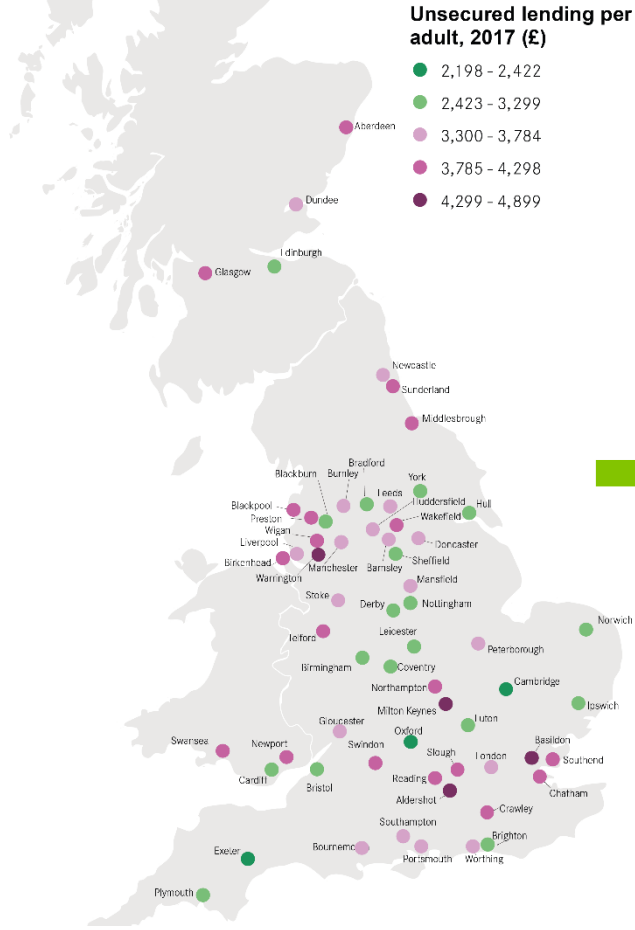 Unsecured lending per
adult, 2017 (£)
2,198 - 2,422
2,423 - 3,299
3,300 - 3,784
3,785 - 4,298
4,299 - 4,899
Aberdeen
Dundee
Edinburgh
Glasgow
Newcastle
Sunderland
Middlesbrough
Bradford
Blackburn
Burnley
York
Leeds
Huddersfield
Hull
Blackpool
Preston
Wakefield
Wigan
Liverpool
Doncaster
Birkenhead
Sheffield
Warrington
Manchester
Barnsley
Mansfield
Stoke
Derby
Nottingham
Norwich
Telford
Leicester
Peterborough
Birmingham
Coventry
Northampton
Cambridge
Milton Keynes
Ipswich
Luton
Gloucester
Oxford
Swansea
Newport
Swindon
Slough
London
Basildon
Southend
Cardiff
Bristol
Reading
Aldershot
Chatham
Crawley
Southampton
Brighton
Exeter
Bournemo
Portsmouth
Worthing
Plymouth